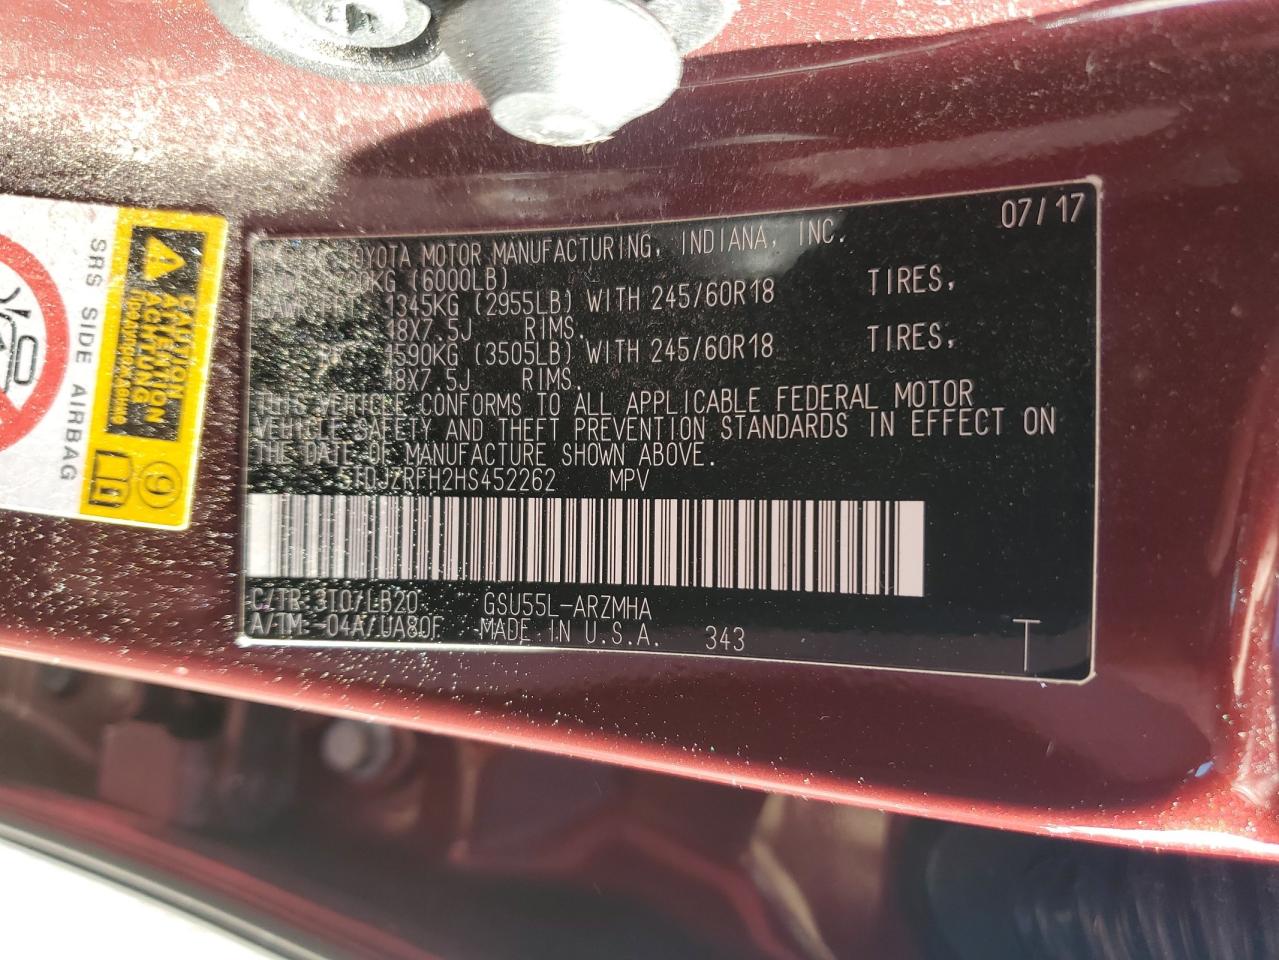 07/17
TOYOTA MOTOR MANUFACTURING, INDIANA, INC.
KG (6000LB)
1345KG (2955LB) WITH 245/60R18 TIRES,
18X7.5J RIMS.
1590KG (3505LB) WITH 245/60R18 TIRES,
18X7.5J RIMS.
THIS VEHICLE CONFORMS TO ALL APPLICABLE FEDERAL MOTOR
VEHICLE SAFETY AND THEFT PREVENTION STANDARDS IN EFFECT ON
THE DATE OF MANUFACTURE SHOWN ABOVE.
5TDJZRFH2HS452262 MPV
C/TR 3T0/LB20 GSU55L-ARZMHA
A/TM -04A/UA80F MADE IN U.S.A. 343
T
CAUTION
ATTENTION
ACHTUNG
9
SRS SIDE AIRBAG